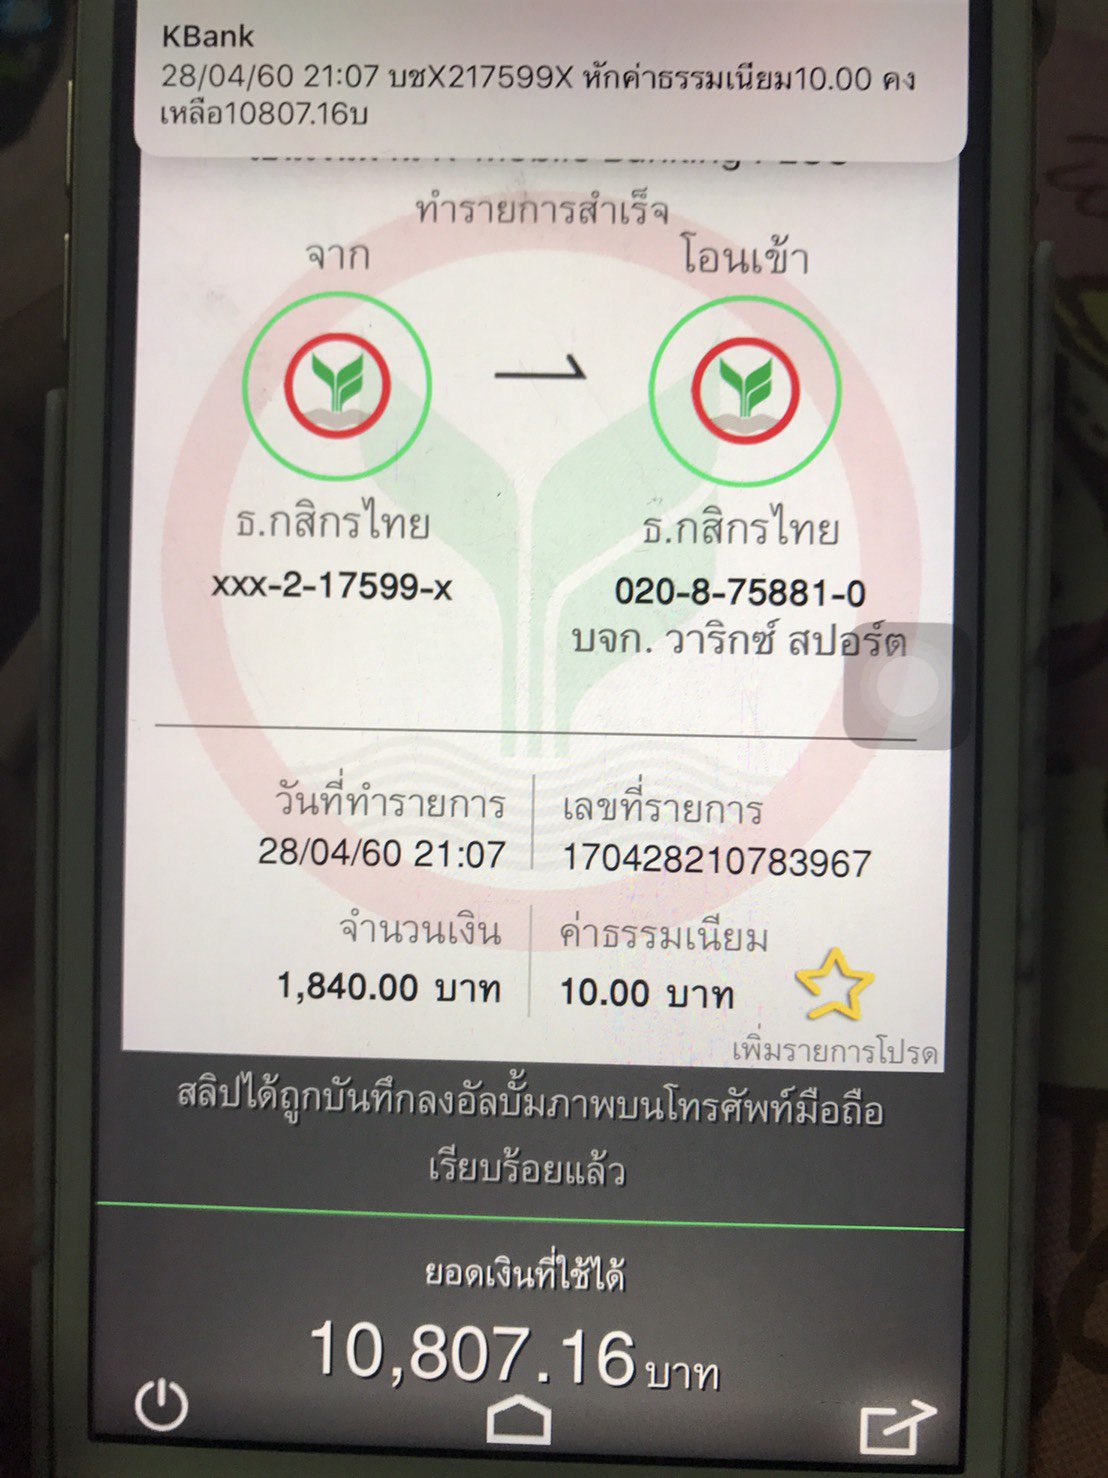 KBank
28/04/60 21:07 บชX217599X หักค่าธรรมเนียม10.00 คง
เหลือ10807.16บ
ทำรายการสำเร็จ
จาก
โอนเข้า
ธ.กสิกรไทย
xxx-2-17599-x
ธ.กสิกรไทย
020-8-75881-0
บจก. วาริกซ์ สปอร์ต
วันที่ทำรายการ
28/04/60 21:07
เลขที่รายการ
170428210783967
จำนวนเงิน
1,840.00 บาท
ค่าธรรมเนียม
10.00 บาท
เพิ่มรายการโปรด
สลิปได้ถูกบันทึกลงอัลบั้มภาพบนโทรศัพท์มือถือ
เรียบร้อยแล้ว
ยอดเงินที่ใช้ได้
10,807.16 บาท